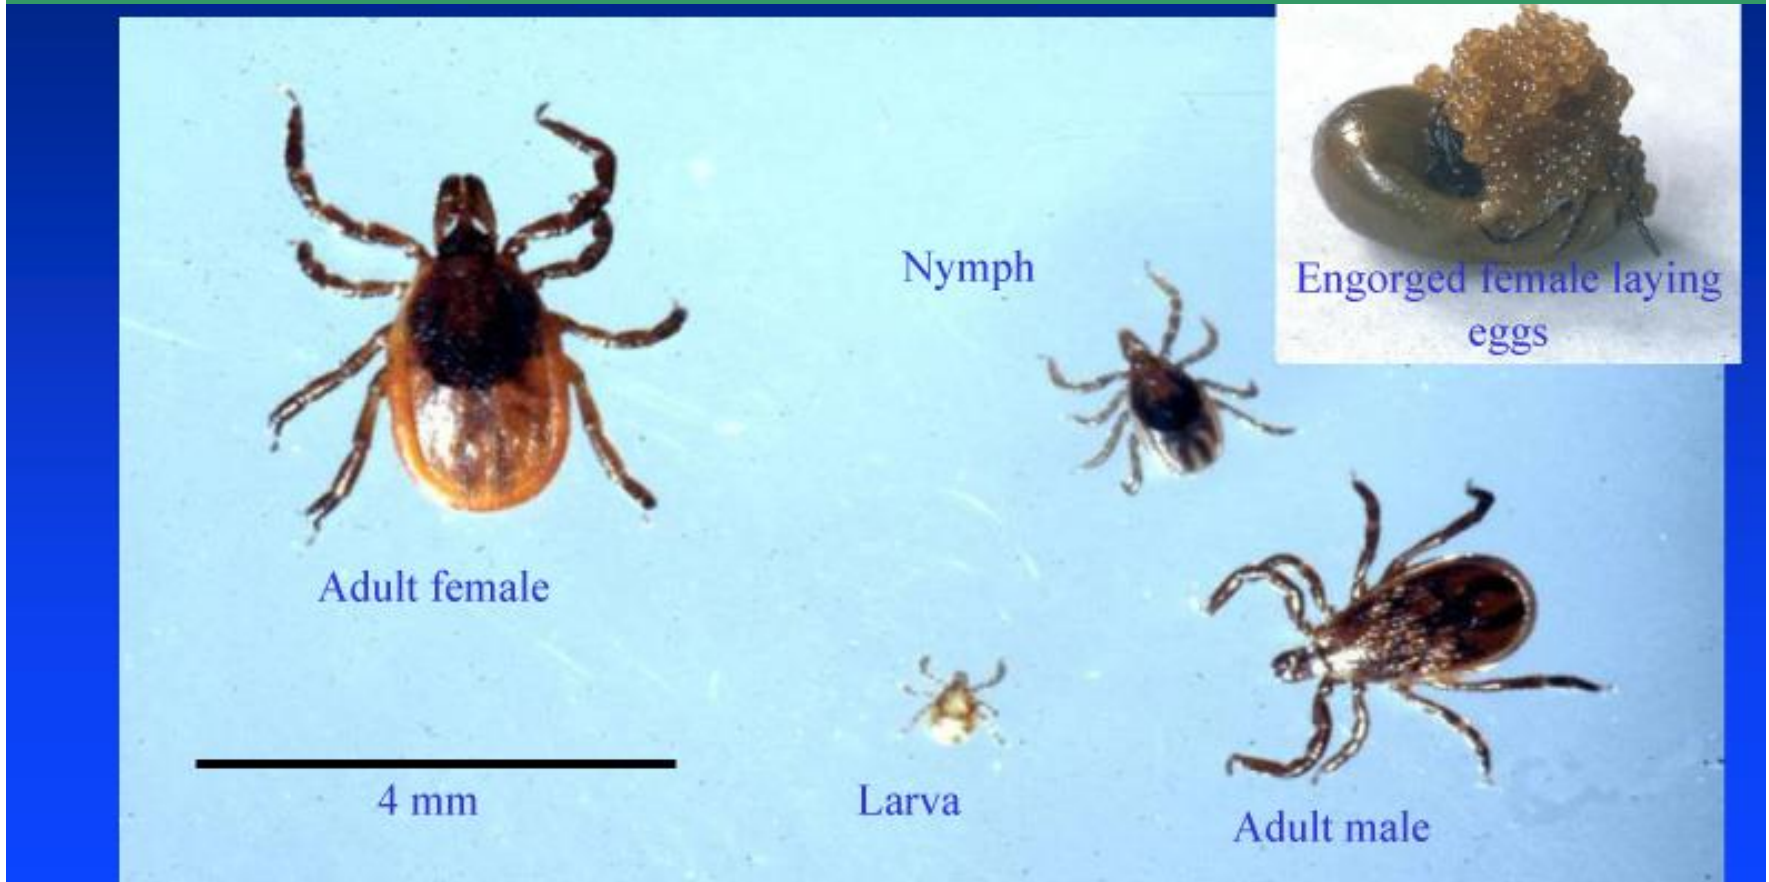 Nymph
Engorged female laying
eggs
Adult female
4 mm
Larva
Adult male